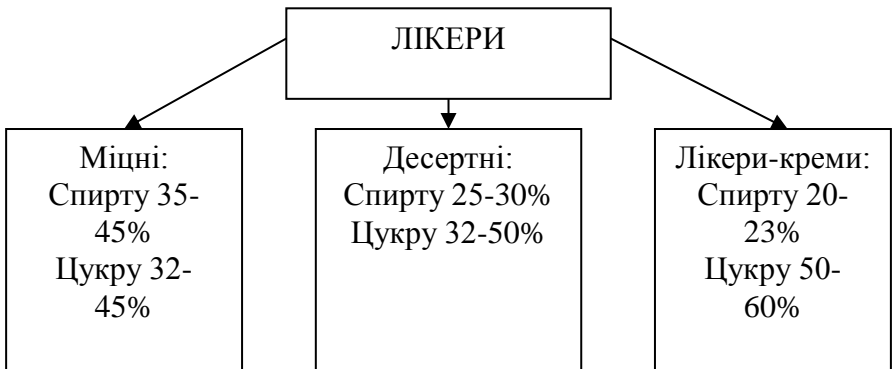 ЛІКЕРИ
Міцні:
Спирту 35-
45%
Цукру 32-
45%
Десертні:
Спирту 25-30%
Цукру 32-50%
Лікери-креми:
Спирту 20-
23%
Цукру 50-
60%